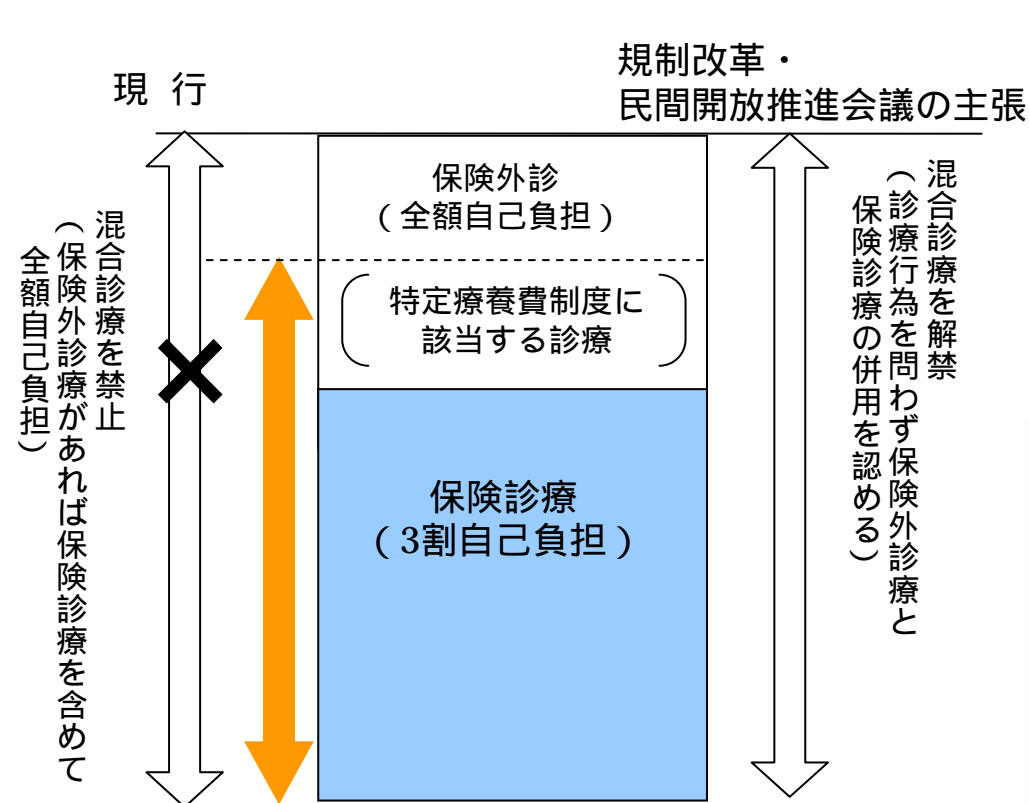 現 行
規制改革・
民間開放推進会議の主張
混合診療を禁止
（保険外診療があれば保険診療を含めて
全額自己負担）
保険外診
（全額自己負担）
特定療養費制度に
該当する診療
保険診療
（3割自己負担）
混合診療を解禁
（診療行為を問わず保険外診療と
保険診療の併用を認める）